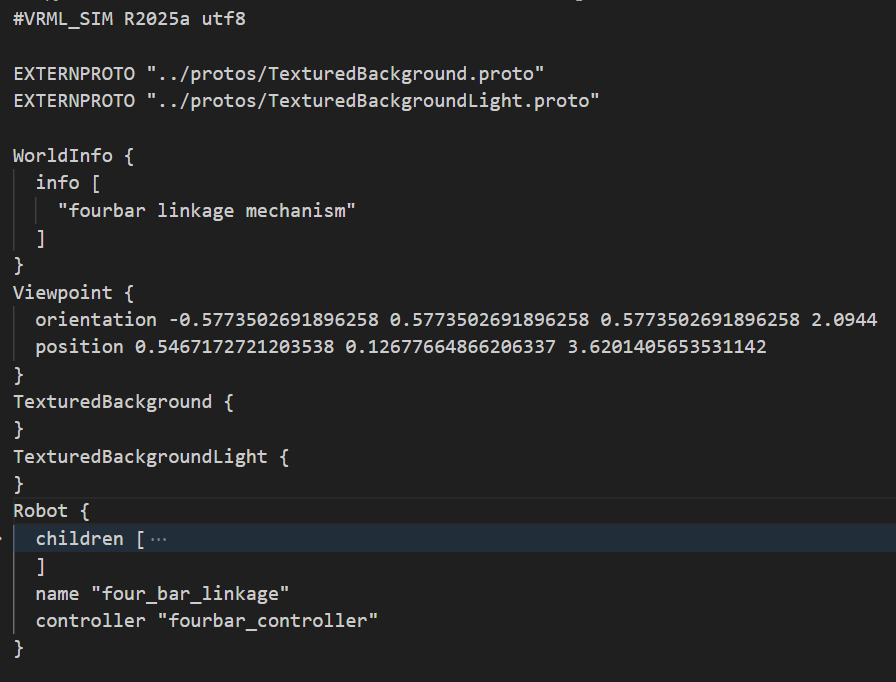 #VRML_SIM R2025a utf8
EXTERNPROTO "../protos/TexturedBackground.proto"
EXTERNPROTO "../protos/TexturedBackgroundLight.proto"
WorldInfo {
  info [
    "fourbar linkage mechanism"
  ]
}
Viewpoint {
  orientation -0.5773502691896258 0.5773502691896258 0.5773502691896258 2.0944
  position 0.5467172721203538 0.12677664866206337 3.6201405653531142
}
TexturedBackground {
}
TexturedBackgroundLight {
}
Robot {
  children [ ···
  ]
  name "four_bar_linkage"
  controller "fourbar_controller"
}